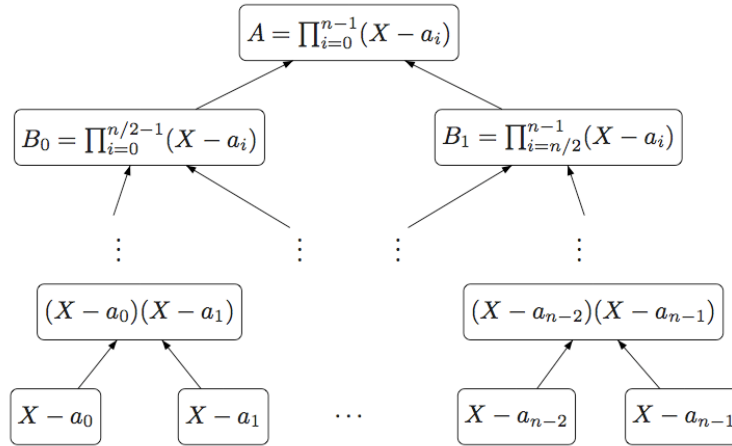 A = ∏_{i=0}^{n-1}(X − a_i)
B_0 = ∏_{i=0}^{n/2-1}(X − a_i)
B_1 = ∏_{i=n/2}^{n-1}(X − a_i)
⋮ ⋮ ⋮ ⋮
(X − a_0)(X − a_1)
(X − a_{n-2})(X − a_{n-1})
X − a_0
X − a_1
⋯
X − a_{n-2}
X − a_{n-1}